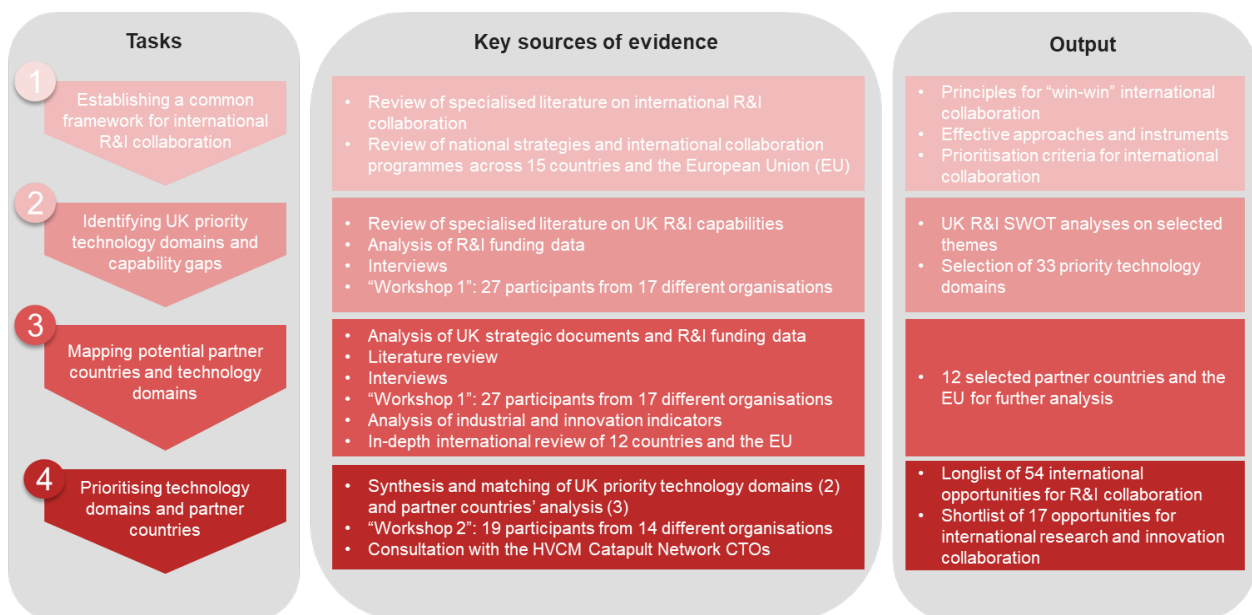 Tasks
Key sources of evidence
Output
1
Establishing a common
framework for international
R&I collaboration
• Review of specialised literature on international R&I
collaboration
• Review of national strategies and international collaboration
programmes across 15 countries and the European Union (EU)
• Principles for “win-win” international
collaboration
• Effective approaches and instruments
• Prioritisation criteria for international
collaboration
2
Identifying UK priority
technology domains and
capability gaps
• Review of specialised literature on UK R&I capabilities
• Analysis of R&I funding data
• Interviews
• “Workshop 1”: 27 participants from 17 different organisations
• UK R&I SWOT analyses on selected
themes
• Selection of 33 priority technology
domains
3
Mapping potential partner
countries and technology
domains
• Analysis of UK strategic documents and R&I funding data
• Literature review
• Interviews
• “Workshop 1”: 27 participants from 17 different organisations
• Analysis of industrial and innovation indicators
• In-depth international review of 12 countries and the EU
• 12 selected partner countries and the
EU for further analysis
4
Prioritising technology
domains and partner
countries
• Synthesis and matching of UK priority technology domains (2)
and partner countries’ analysis (3)
• “Workshop 2”: 19 participants from 14 different organisations
• Consultation with the HVCM Catapult Network CTOs
• Longlist of 54 international
opportunities for R&I collaboration
• Shortlist of 17 opportunities for
international research and innovation
collaboration